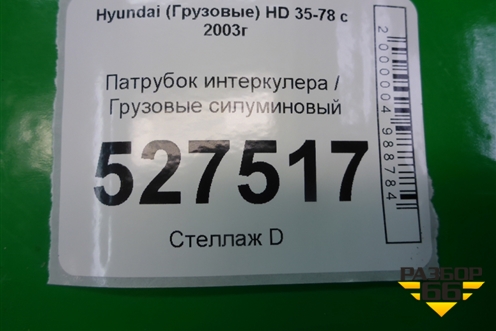 Hyundai (Грузовые) HD 35-78 с
2003г
Патрубок интеркулера /
Грузовые силуминовый
527517
Стеллаж D
2000004988784
РАЗБОР
66